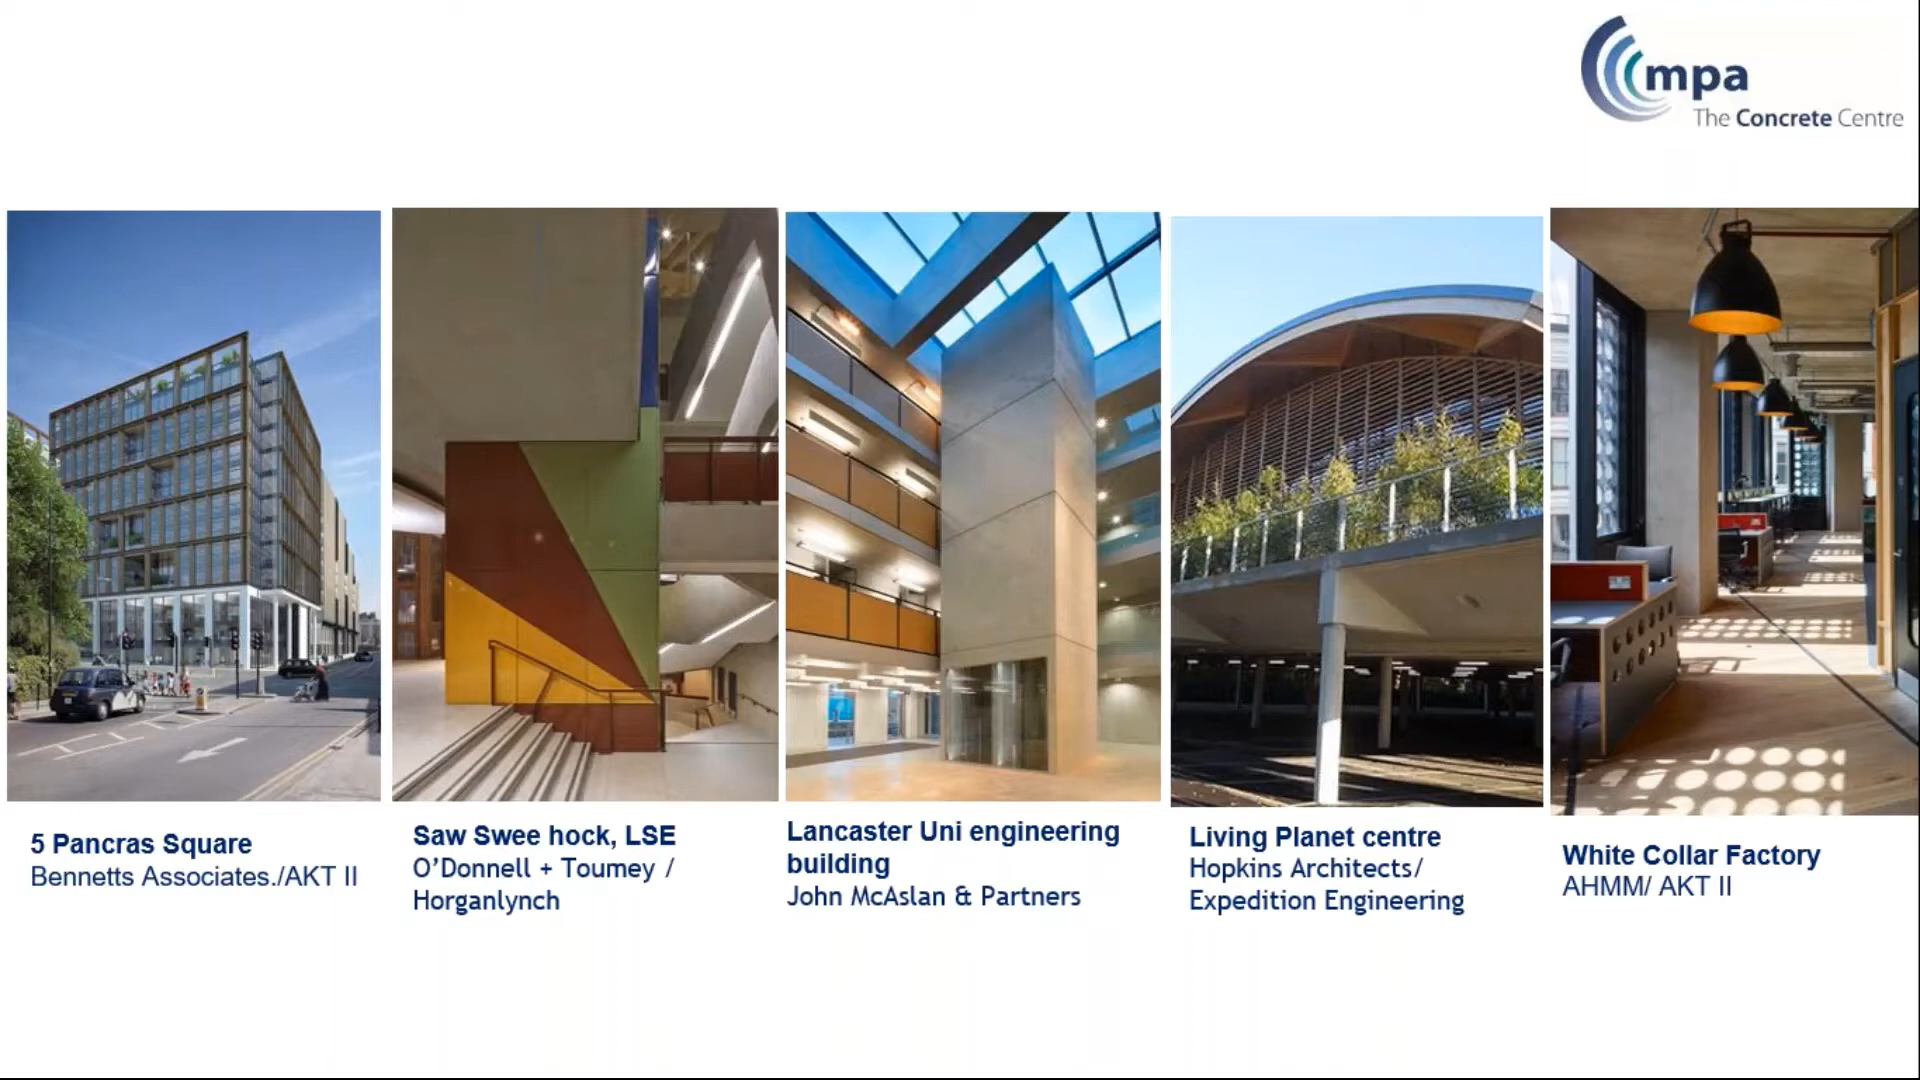 mpa
The Concrete Centre
5 Pancras Square
Bennetts Associates./AKT II
Saw Swee hock, LSE
O’Donnell + Toumey /
Horganlynch
Lancaster Uni engineering
building
John McAslan & Partners
Living Planet centre
Hopkins Architects/
Expedition Engineering
White Collar Factory
AHMM/ AKT II